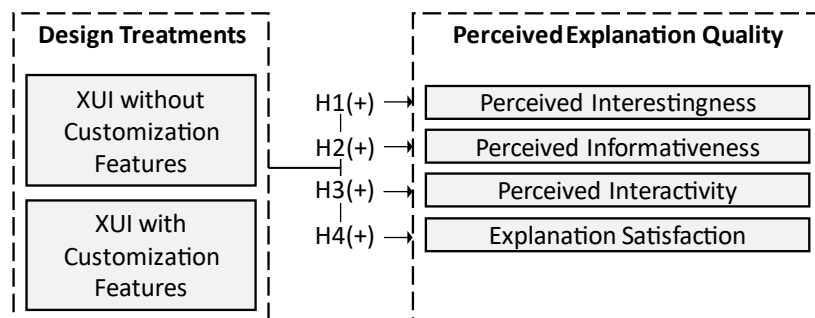 Design Treatments
XUI without
Customization
Features
XUI with
Customization
Features
H1(+)
H2(+)
H3(+)
H4(+)
Perceived Explanation Quality
Perceived Interestingness
Perceived Informativeness
Perceived Interactivity
Explanation Satisfaction